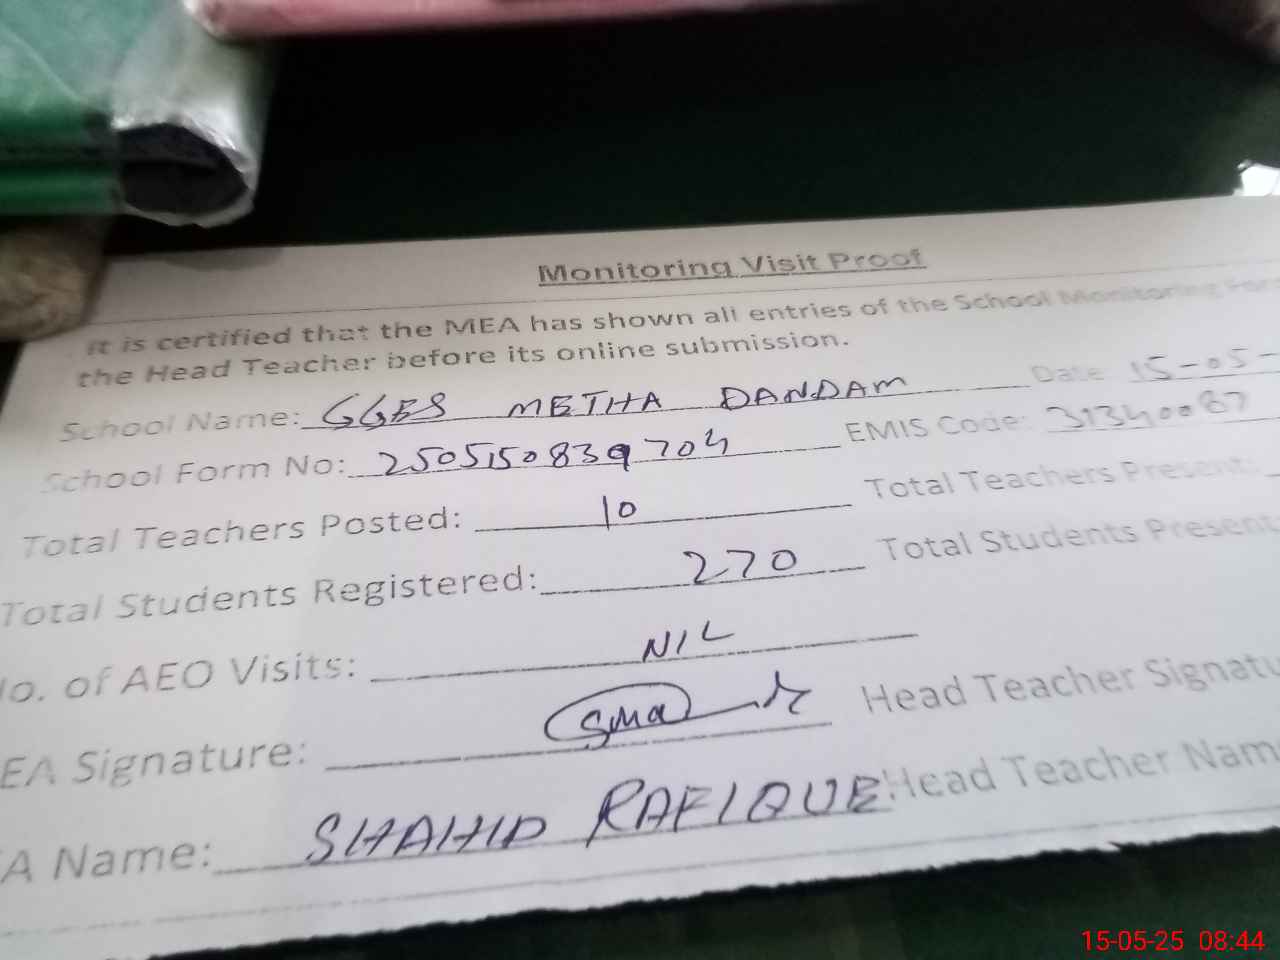 Monitoring Visit Proof
It is certified that the MEA has shown all entries of the School Monitoring
the Head Teacher before its online submission.
School Name: GGES METHA DANDAM Date: 15-05-
School Form No: 2505150839704 EMIS Code: 31340087
Total Teachers Posted: 10 Total Teachers Present:
Total Students Registered: 270 Total Students Present
No. of AEO Visits: NIL
EA Signature: Head Teacher Signatu
A Name: SHAHID RAFIQUE Head Teacher Nam
15-05-25 08:44